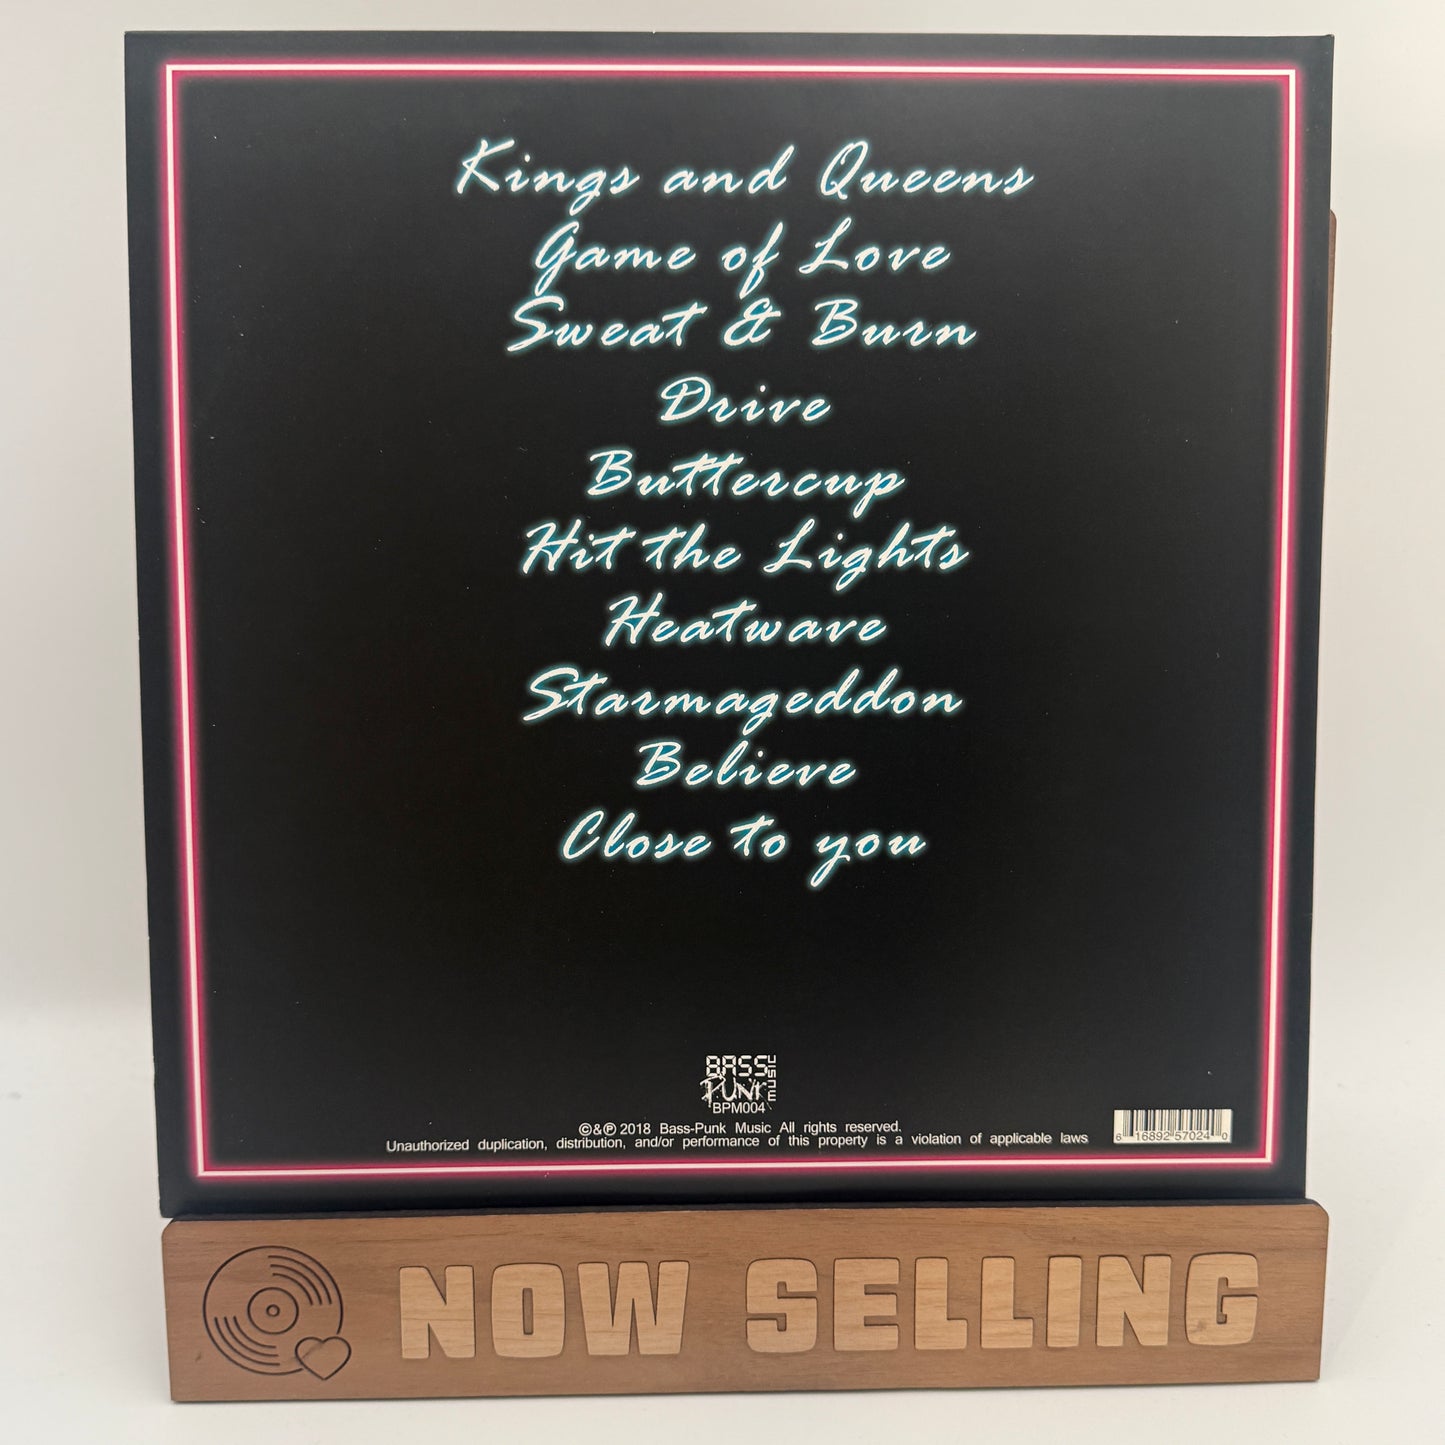 Kings and Queens
Game of Love
Sweat & Burn
Drive
Buttercup
Hit the Lights
Heatwave
Starmageddon
Believe
Close to you
BASS
PUNK
MUSIC
BPM004
©&℗ 2018 Bass-Punk Music All rights reserved.
Unauthorized duplication, distribution, and/or performance of this property is a violation of applicable laws
6 16892 57024 0
NOW SELLING